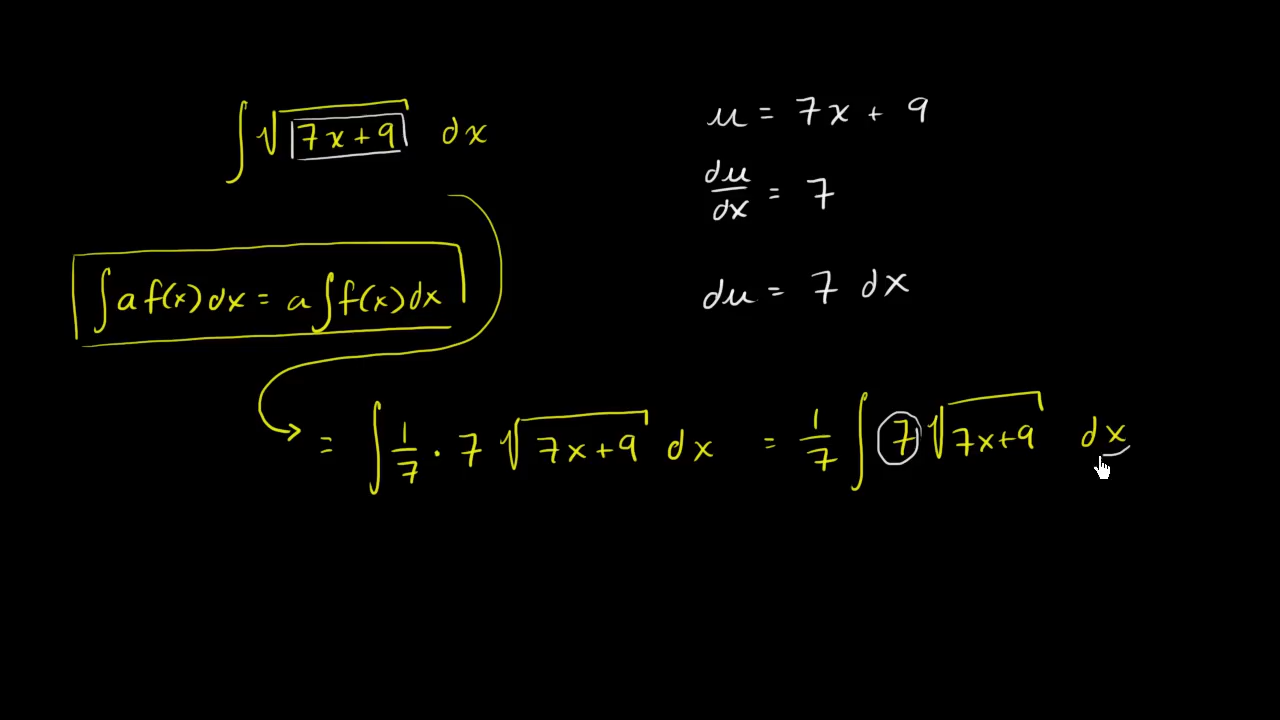 ∫√(7x+9) dx
u = 7x + 9
du/dx = 7
∫a f(x)dx = a∫f(x)dx
du = 7 dx
= ∫ 1/7 · 7 √(7x+9) dx = 1/7 ∫ 7 √(7x+9) dx